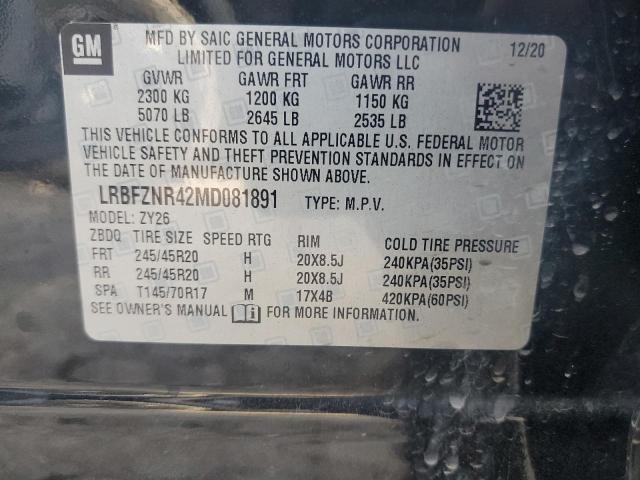 GM
MFD BY SAIC GENERAL MOTORS CORPORATION 12/20
LIMITED FOR GENERAL MOTORS LLC
GVWR GAWR FRT GAWR RR
2300 KG 1200 KG 1150 KG
5070 LB 2645 LB 2535 LB
THIS VEHICLE CONFORMS TO ALL APPLICABLE U.S. FEDERAL MOTOR
VEHICLE SAFETY AND THEFT PREVENTION STANDARDS IN EFFECT ON
THE DATE OF MANUFACTURE SHOWN ABOVE.
LRBFZNR42MD081891 TYPE: M.P.V.
MODEL: ZY26
ZBDQ TIRE SIZE SPEED RTG RIM COLD TIRE PRESSURE
FRT 245/45R20 H 20X8.5J 240KPA(35PSI)
RR 245/45R20 H 20X8.5J 240KPA(35PSI)
SPA T145/70R17 M 17X4B 420KPA(60PSI)
SEE OWNER'S MANUAL FOR MORE INFORMATION.